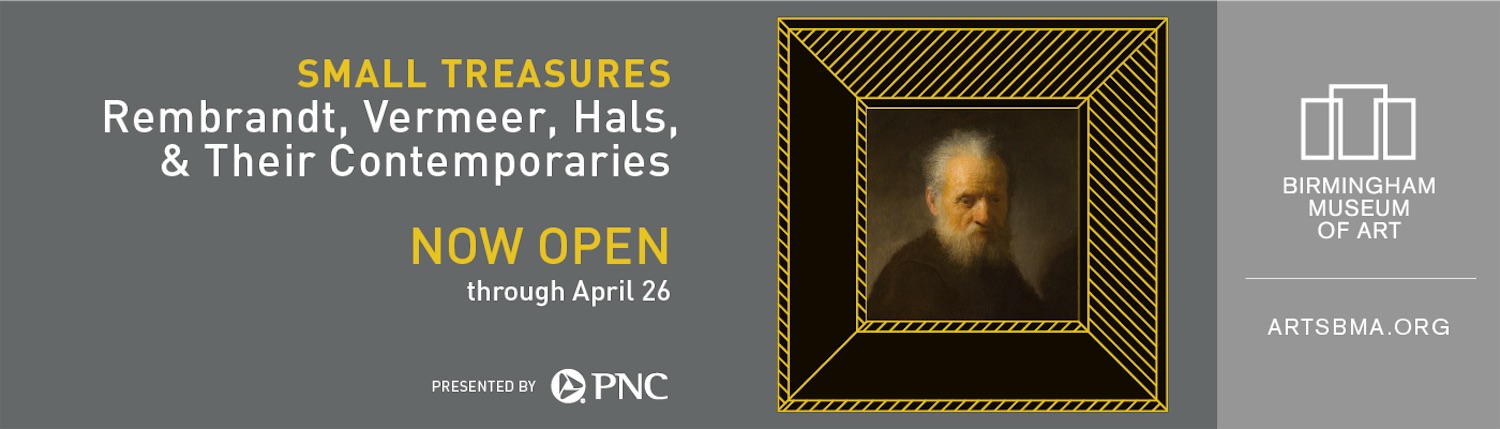 SMALL TREASURES
Rembrandt, Vermeer, Hals,
& Their Contemporaries
NOW OPEN
through April 26
PRESENTED BY PNC
BIRMINGHAM
MUSEUM
OF ART
ARTSBMA.ORG